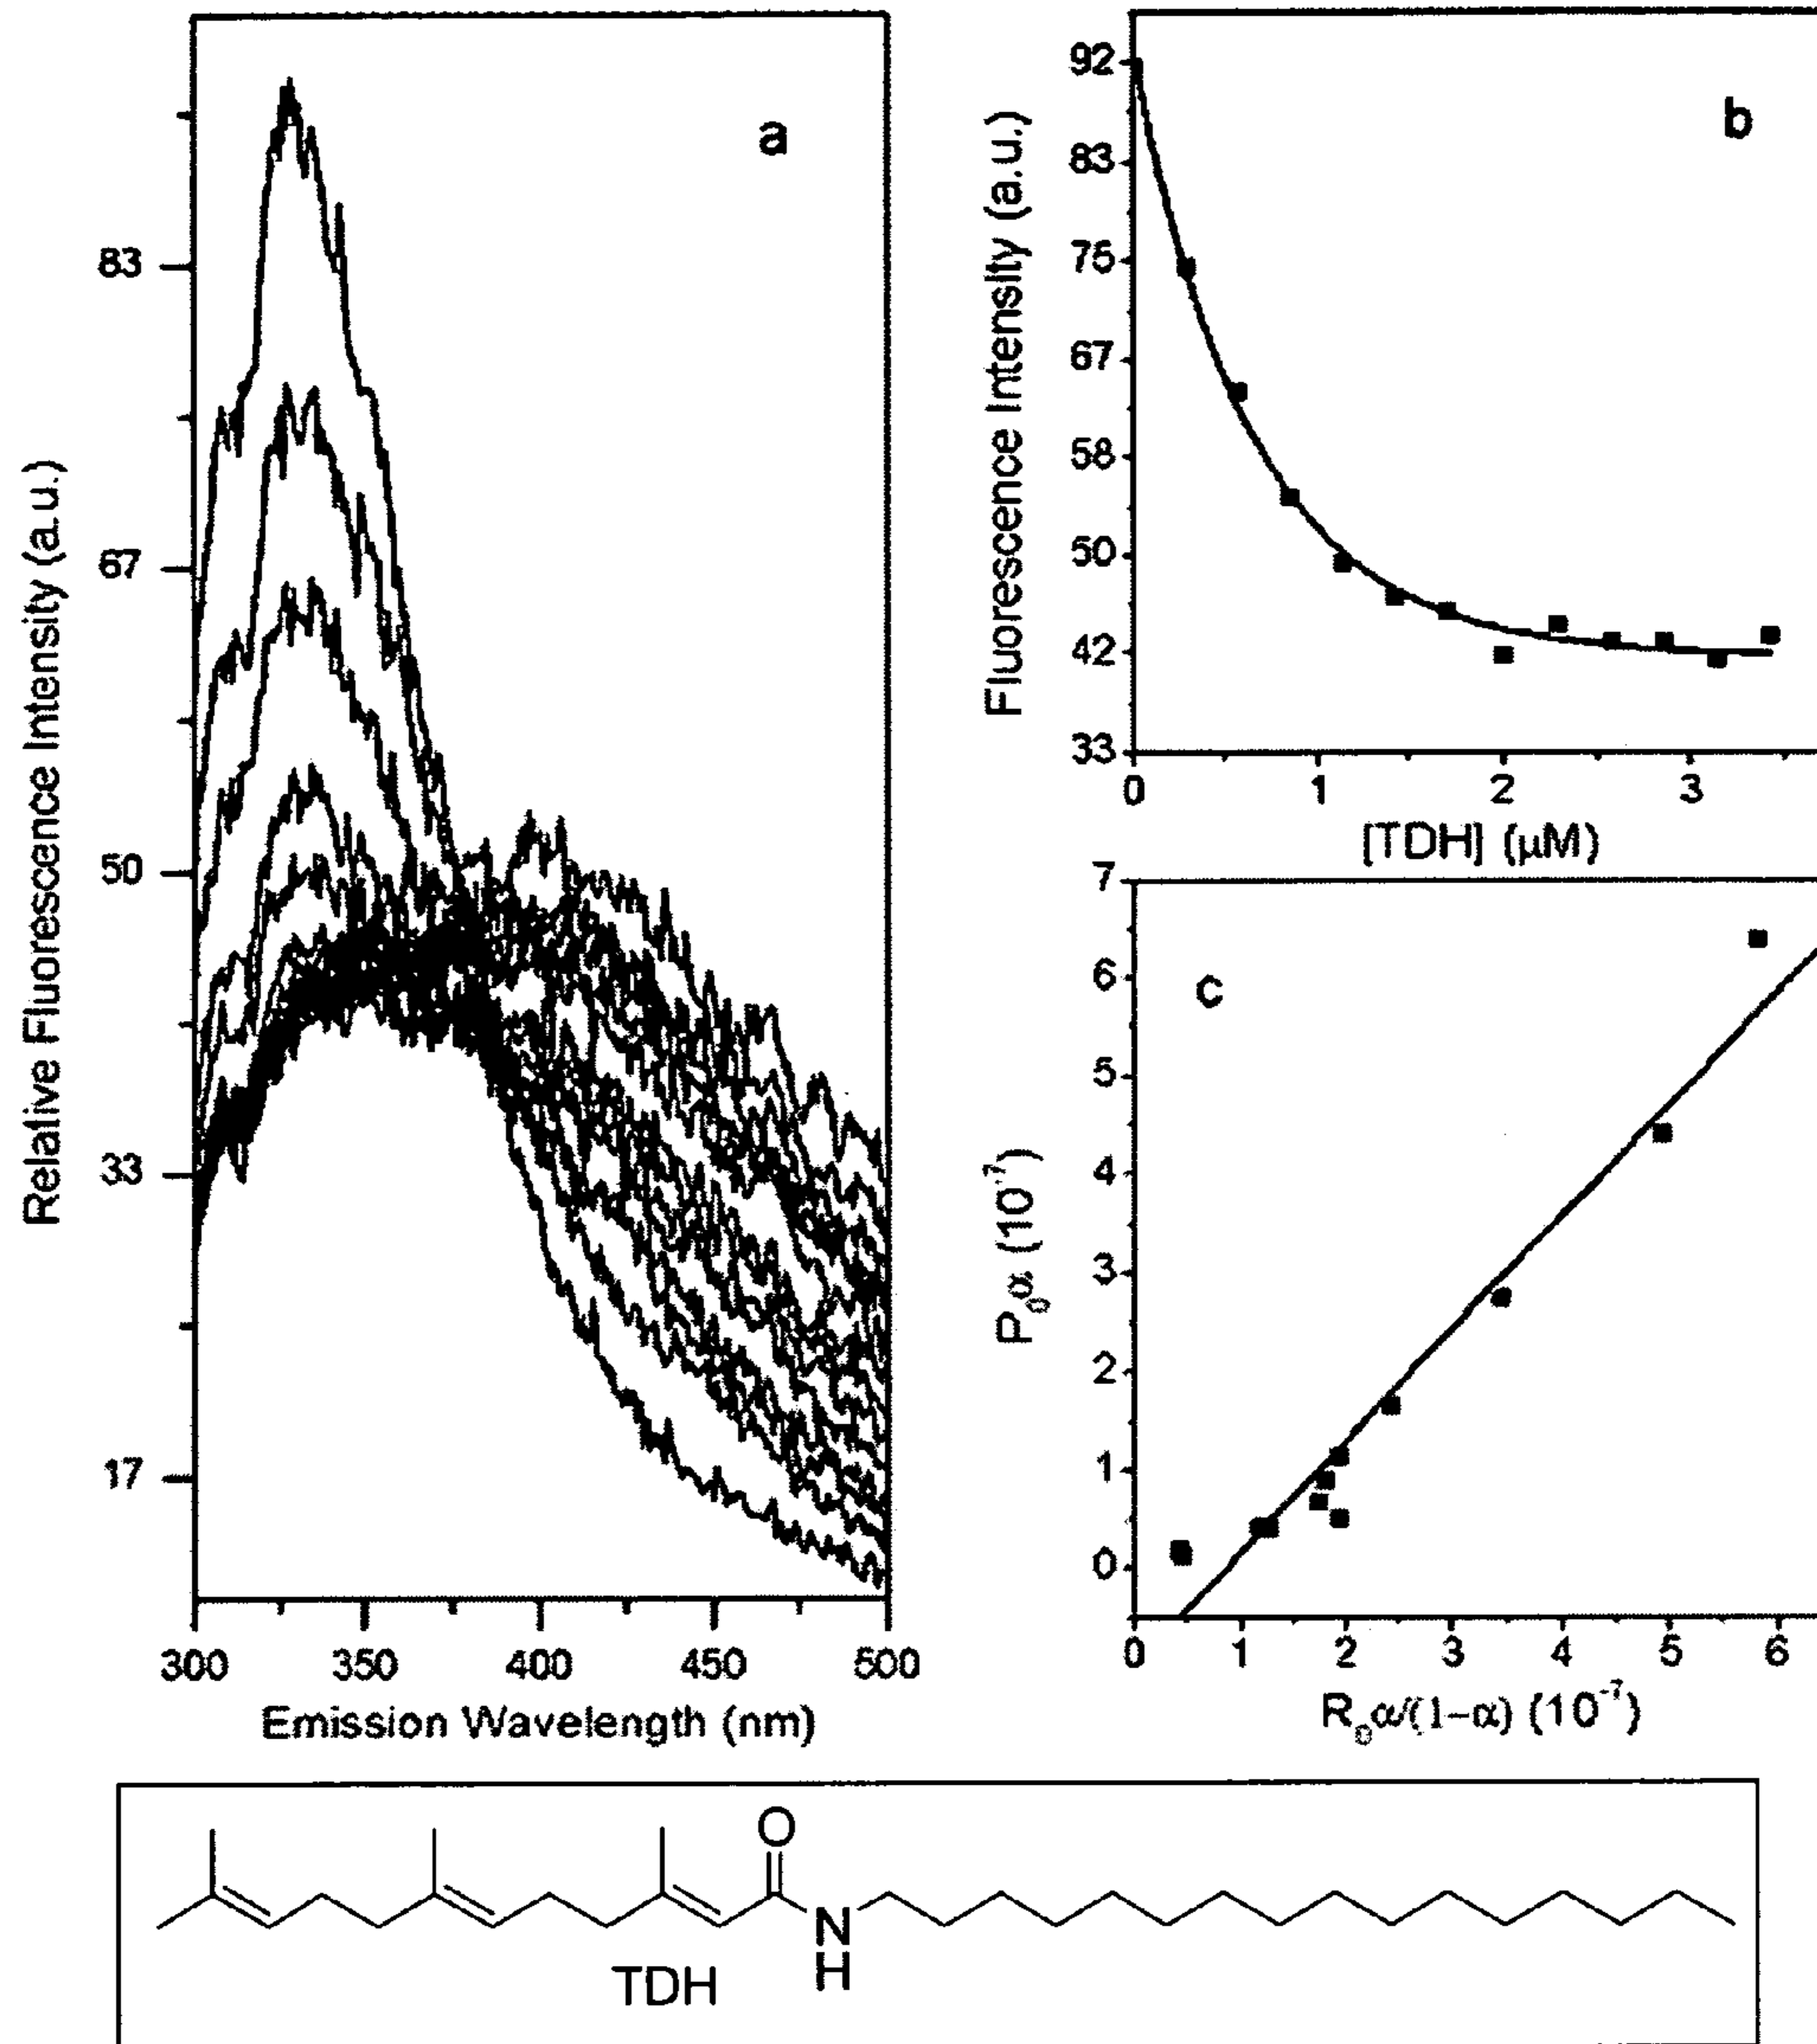 a
Relative Fluorescence Intensity (a.u.)
83
67
50
33
17
300 350 400 450 500
Emission Wavelength (nm)
b
Fluorescence Intensity (a.u.)
92
83
75
67
58
50
42
33
0 1 2 3
[TDH] (μM)
c
P₀α (10⁻⁷)
7
6
5
4
3
2
1
0
0 1 2 3 4 5 6
R₀α/(1−α) (10⁻⁷)
O
N
H
TDH